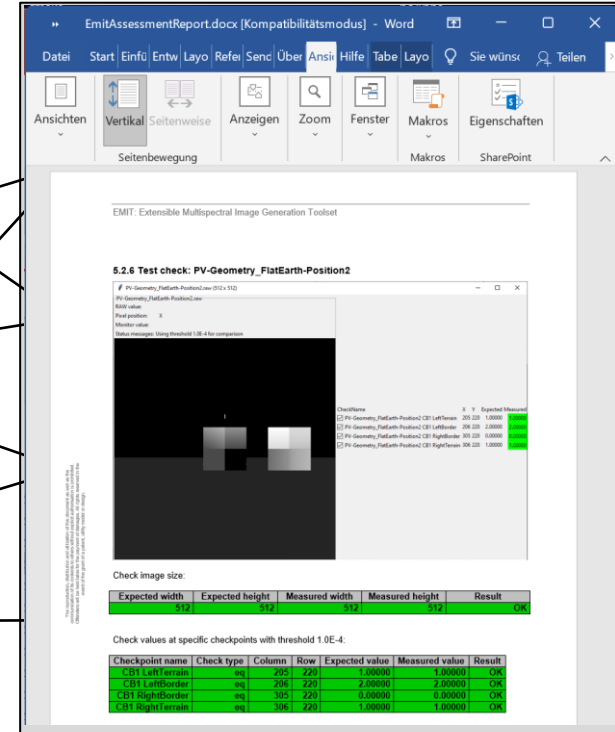 EmitAssessmentReport.docx [Kompatibilitätsmodus] - Word
Datei Start Einfü Entw Layo Refer Send Über Ansic Hilfe Tabe Layo Sie wünsc Teilen
Ansichten Vertikal Seitenweise Anzeigen Zoom Fenster Makros Eigenschaften
Seitenbewegung Makros SharePoint
EMIT: Extensible Multispectral Image Generation Toolset
5.2.6 Test check: PV-Geometry_FlatEarth-Position2
PV-Geometry_FlatEarth-Position2.raw (512 x 512)
PV-Geometry_FlatEarth-Position2.raw
RAW value:
Pixel position: X
Monitor value:
Status messages: Using threshold 1.0E-4 for comparison
CheckName X Y Expected Measured
PV-Geometry_FlatEarth-Position2 CB1 LeftTerrain 205 220 1.00000 1.00000
PV-Geometry_FlatEarth-Position2 CB1 LeftBorder 206 220 2.00000 2.00000
PV-Geometry_FlatEarth-Position2 CB1 RightBorder 305 220 0.00000 0.00000
PV-Geometry_FlatEarth-Position2 CB1 RightTerrain 306 220 1.00000 1.00000
Check image size:
Expected width Expected height Measured width Measured height Result
512 512 512 512 OK
Check values at specific checkpoints with threshold 1.0E-4:
Checkpoint name Check type Column Row Expected value Measured value Result
CB1 LeftTerrain eq 205 220 1.00000 1.00000 OK
CB1 LeftBorder eq 206 220 2.00000 2.00000 OK
CB1 RightBorder eq 305 220 0.00000 0.00000 OK
CB1 RightTerrain eq 306 220 1.00000 1.00000 OK